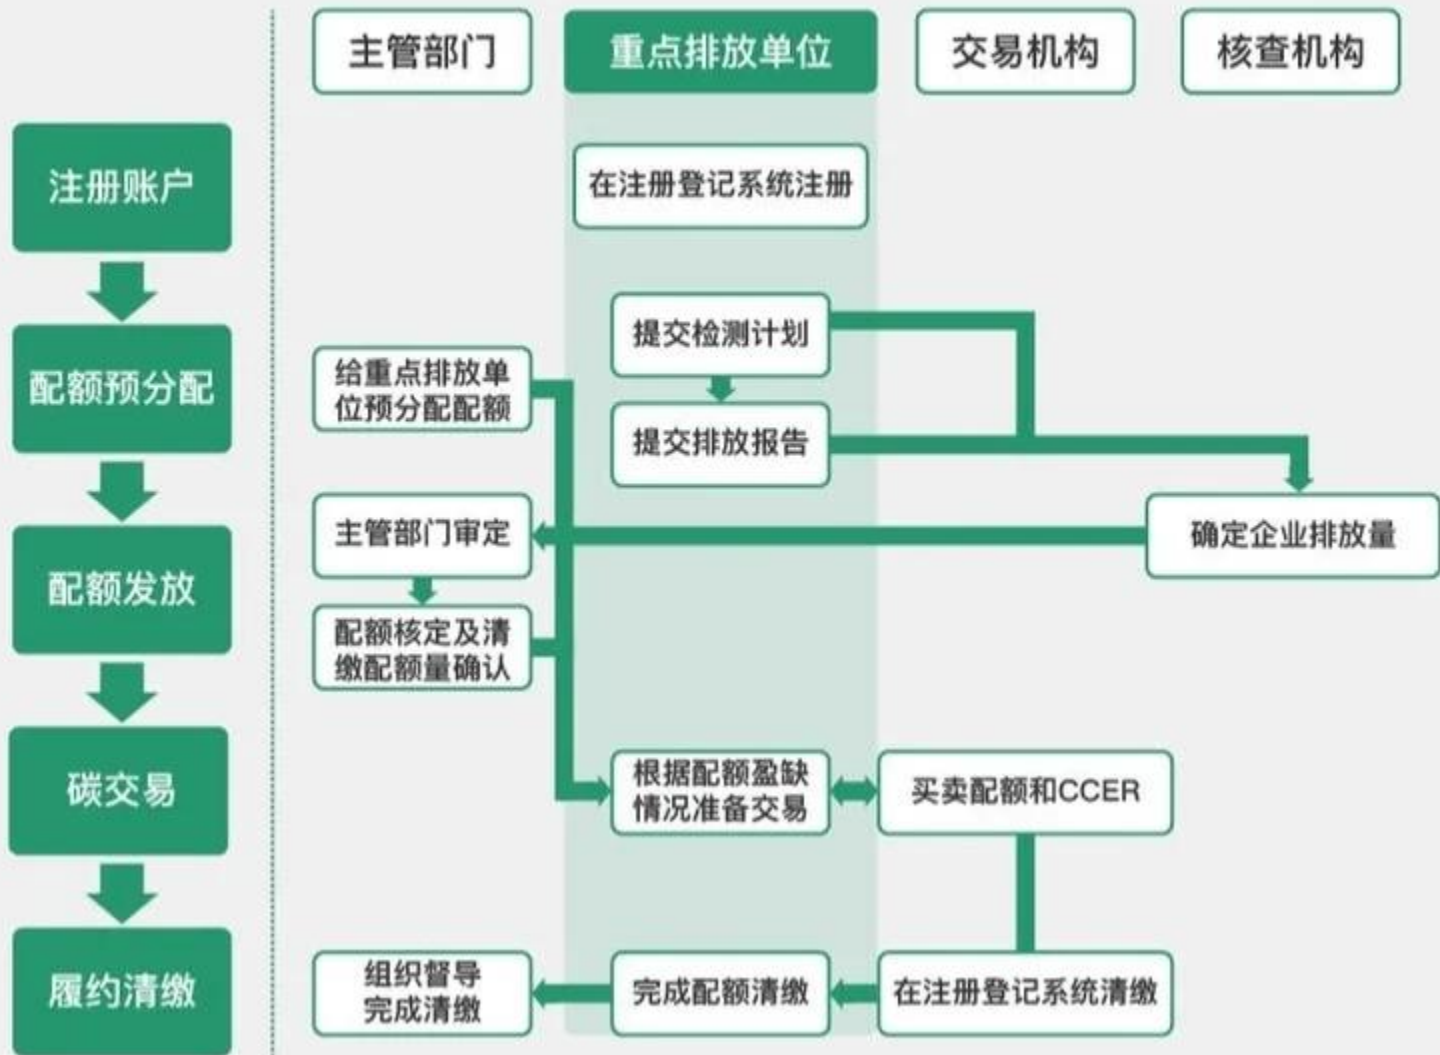 主管部门
重点排放单位
交易机构
核查机构
注册账户
在注册登记系统注册
配额预分配
给重点排放单
位预分配配额
提交检测计划
提交排放报告
配额发放
主管部门审定
确定企业排放量
配额核定及清
缴配额量确认
碳交易
根据配额盈缺
情况准备交易
买卖配额和CCER
履约清缴
组织督导
完成清缴
完成配额清缴
在注册登记系统清缴